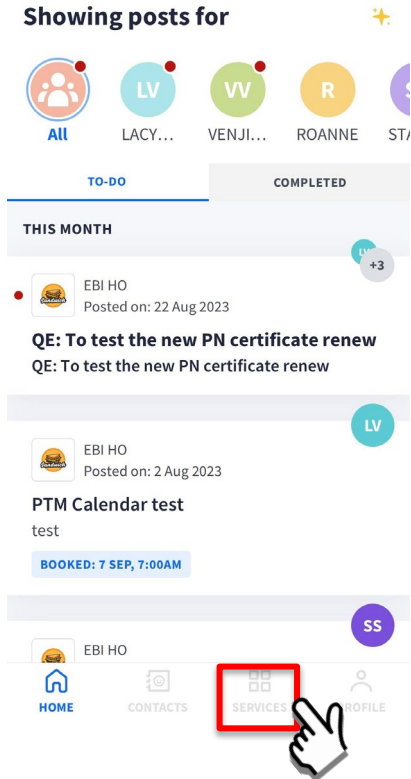 Showing posts for
LV
VV
R
All
LACY...
VENJI...
ROANNE
TO-DO
COMPLETED
THIS MONTH
+3
EBI HO
Posted on: 22 Aug 2023
QE: To test the new PN certificate renew
QE: To test the new PN certificate renew
LV
EBI HO
Posted on: 2 Aug 2023
PTM Calendar test
test
BOOKED: 7 SEP, 7:00AM
SS
EBI HO
HOME
CONTACTS
SERVICES